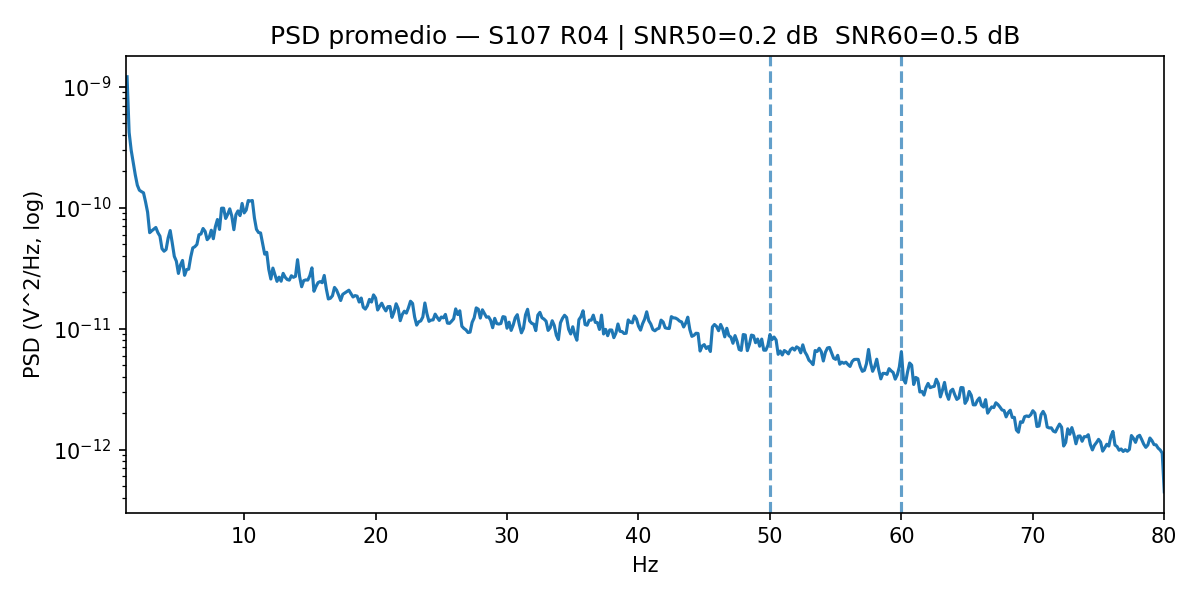 PSD promedio — S107 R04 | SNR50=0.2 dB  SNR60=0.5 dB
PSD (V^2/Hz, log)
10⁻⁹
10⁻¹⁰
10⁻¹¹
10⁻¹²
10 20 30 40 50 60 70 80
Hz